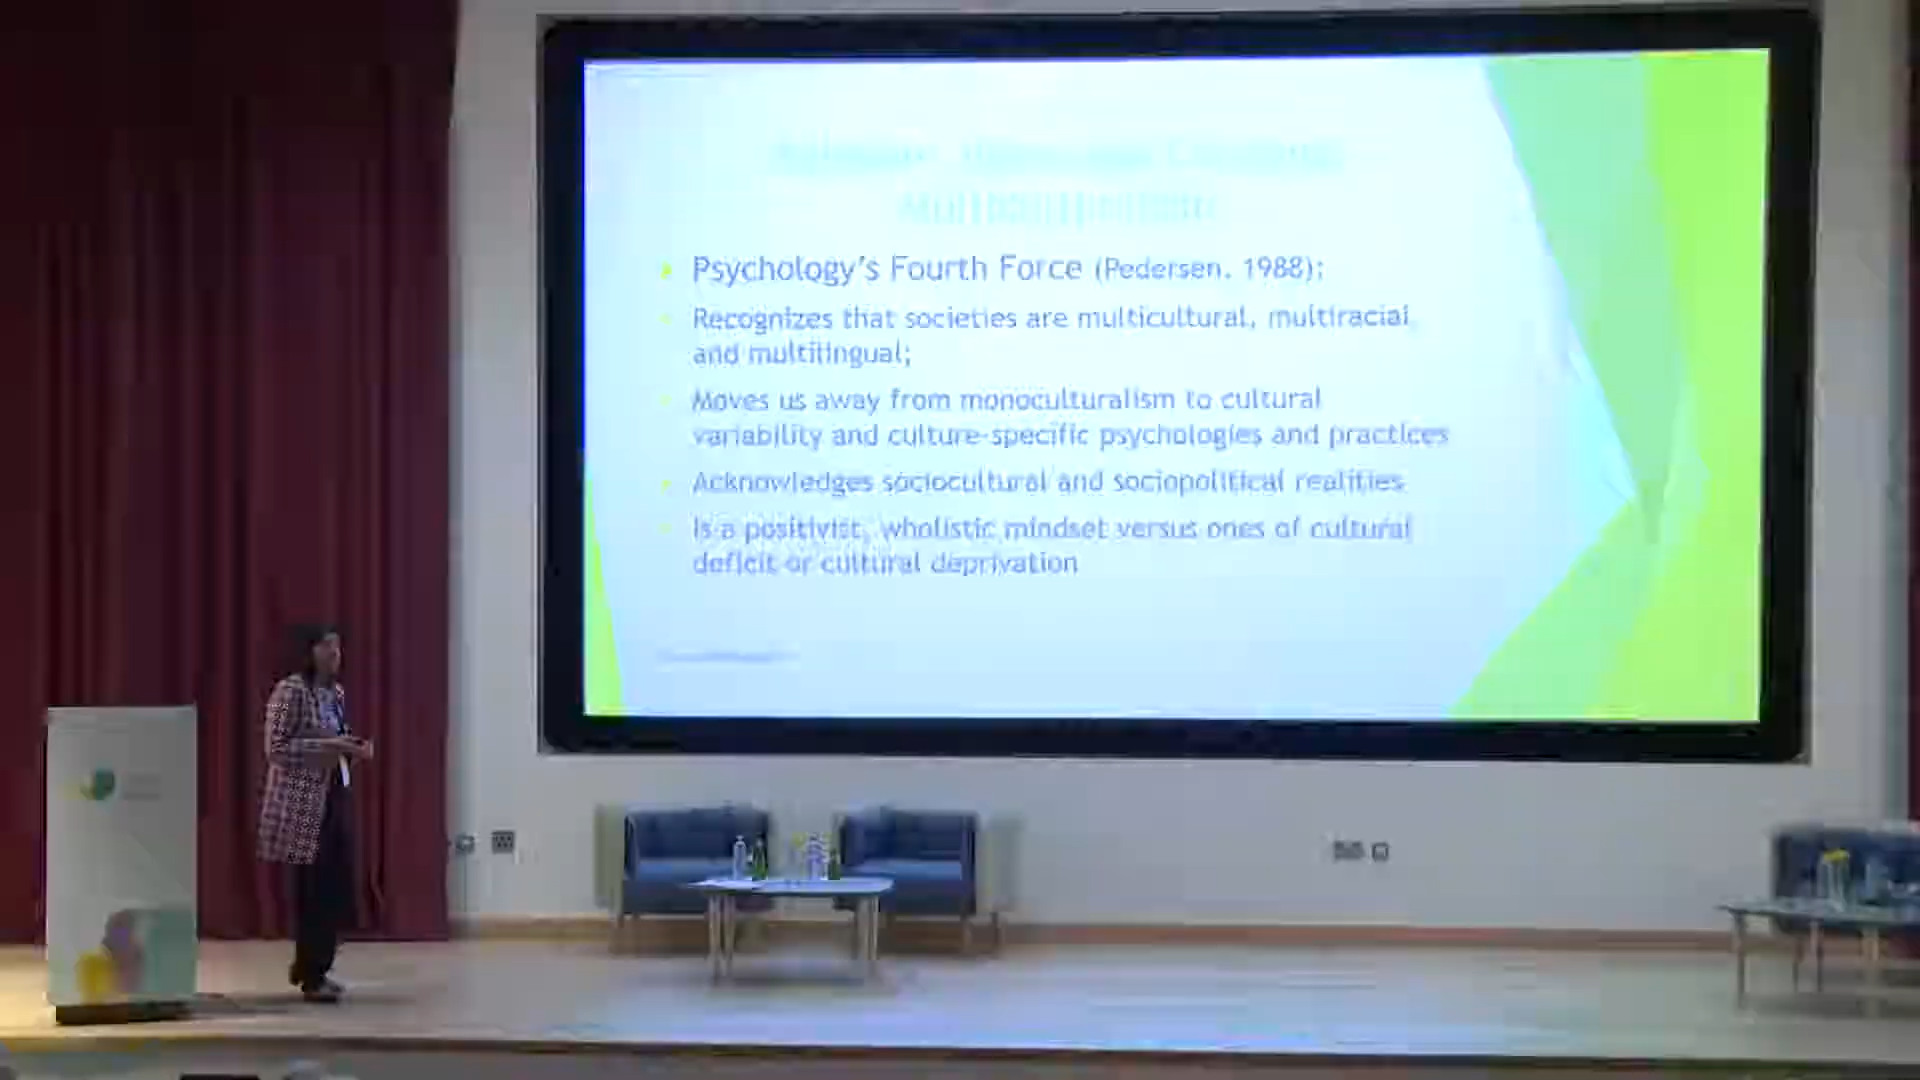 Psychology's Fourth Force (Pedersen, 1988):
Recognizes that societies are multicultural, multiracial
and multilingual;
Moves us away from monoculturalism to cultural
variability and culture-specific psychologies and practices
Acknowledges sociocultural and sociopolitical realities
Is a positivist, wholistic mindset versus ones of cultural
deficit or cultural deprivation